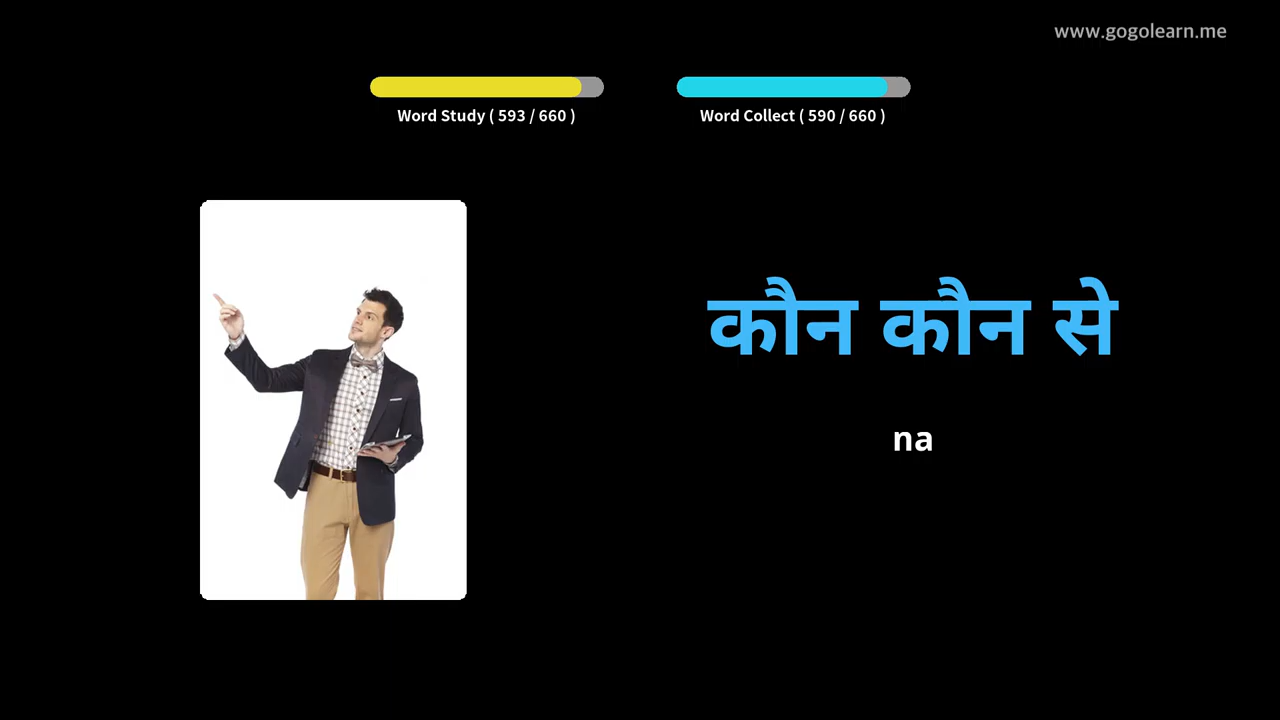 www.gogolearn.me
Word Study ( 593 / 660 )
Word Collect ( 590 / 660 )
कौन कौन से
na